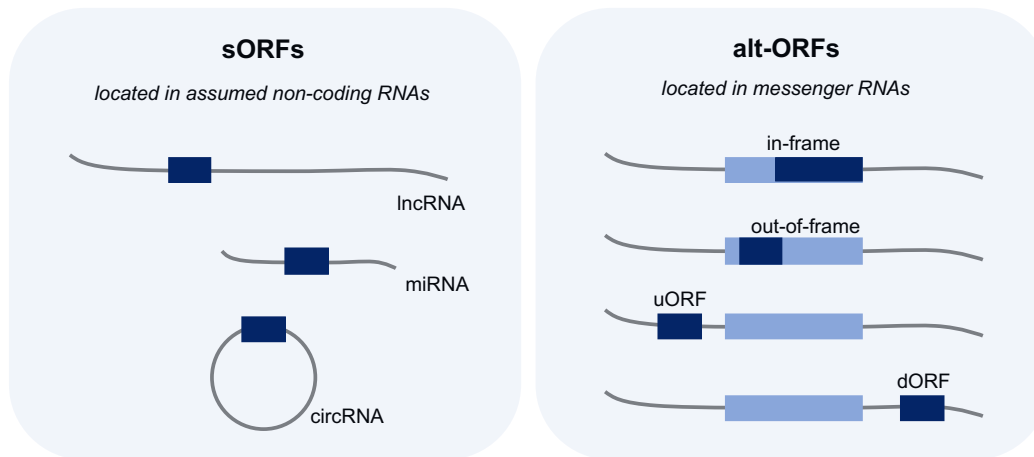 sORFs
located in assumed non-coding RNAs
lncRNA
miRNA
circRNA
alt-ORFs
located in messenger RNAs
in-frame
out-of-frame
uORF
dORF